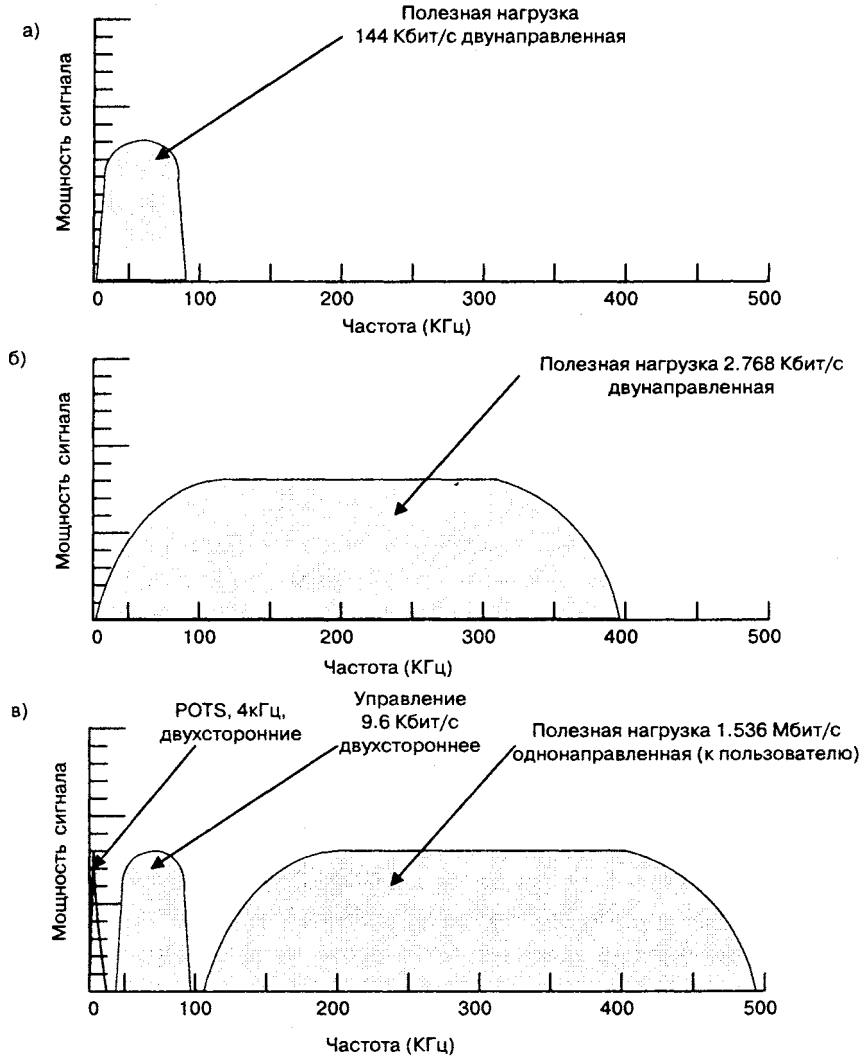 а)
Полезная нагрузка
144 Кбит/с двунаправленная
Мощность сигнала
0 100 200 300 400 500
Частота (КГц)
б)
Полезная нагрузка 2.768 Кбит/с
двунаправленная
Мощность сигнала
0 100 200 300 400 500
Частота (КГц)
в)
POTS, 4кГц,
двухсторонние
Управление
9.6 Кбит/с
двухстороннее
Полезная нагрузка 1.536 Мбит/с
однонаправленная (к пользователю)
Мощность сигнала
0 100 200 300 400 500
Частота (КГц)